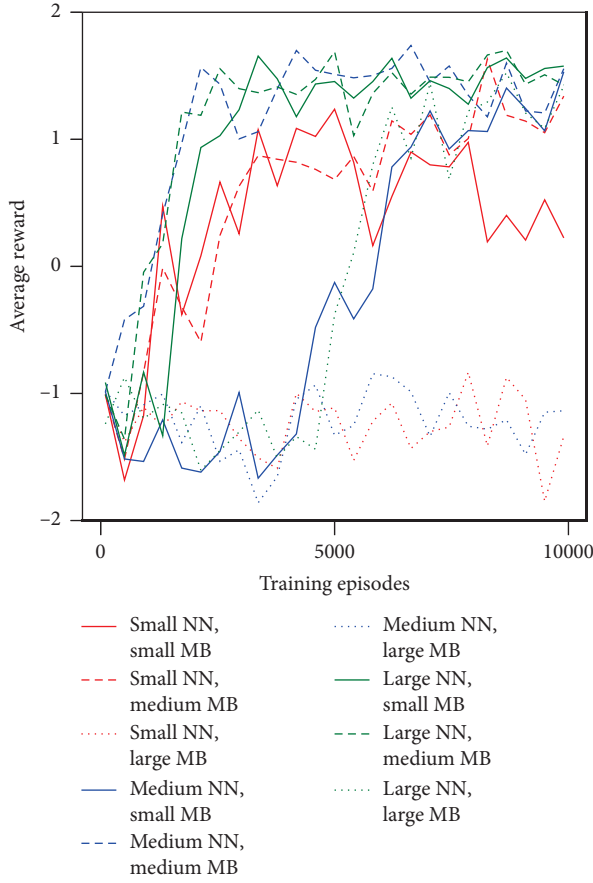 2
1
0
−1
−2
Average reward
0
5000
10000
Training episodes
Small NN,
small MB
Small NN,
medium MB
Small NN,
large MB
Medium NN,
small MB
Medium NN,
medium MB
Medium NN,
large MB
Large NN,
small MB
Large NN,
medium MB
Large NN,
large MB